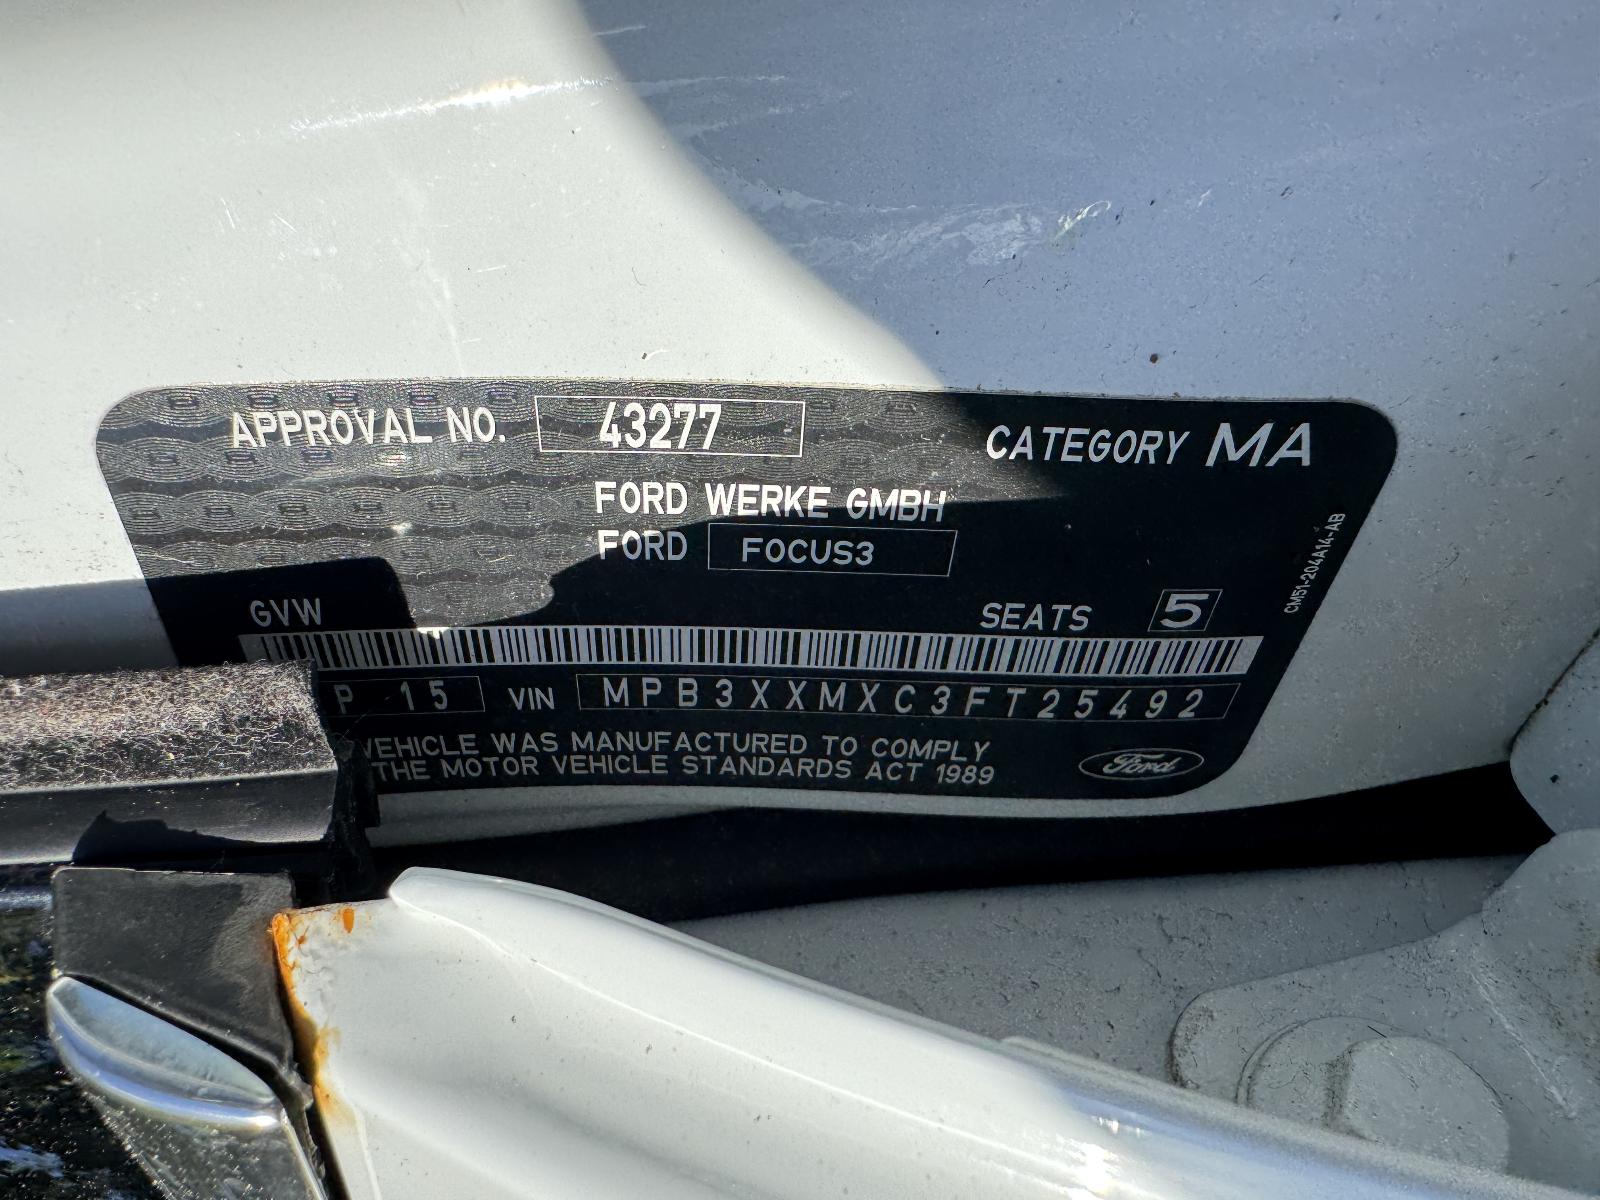 APPROVAL NO. 43277 CATEGORY MA
FORD WERKE GMBH
FORD FOCUS3
GVW SEATS 5
P 15 VIN MPB3XXMXC3FT25492
VEHICLE WAS MANUFACTURED TO COMPLY
THE MOTOR VEHICLE STANDARDS ACT 1989
Ford
CM51-204A14-AB